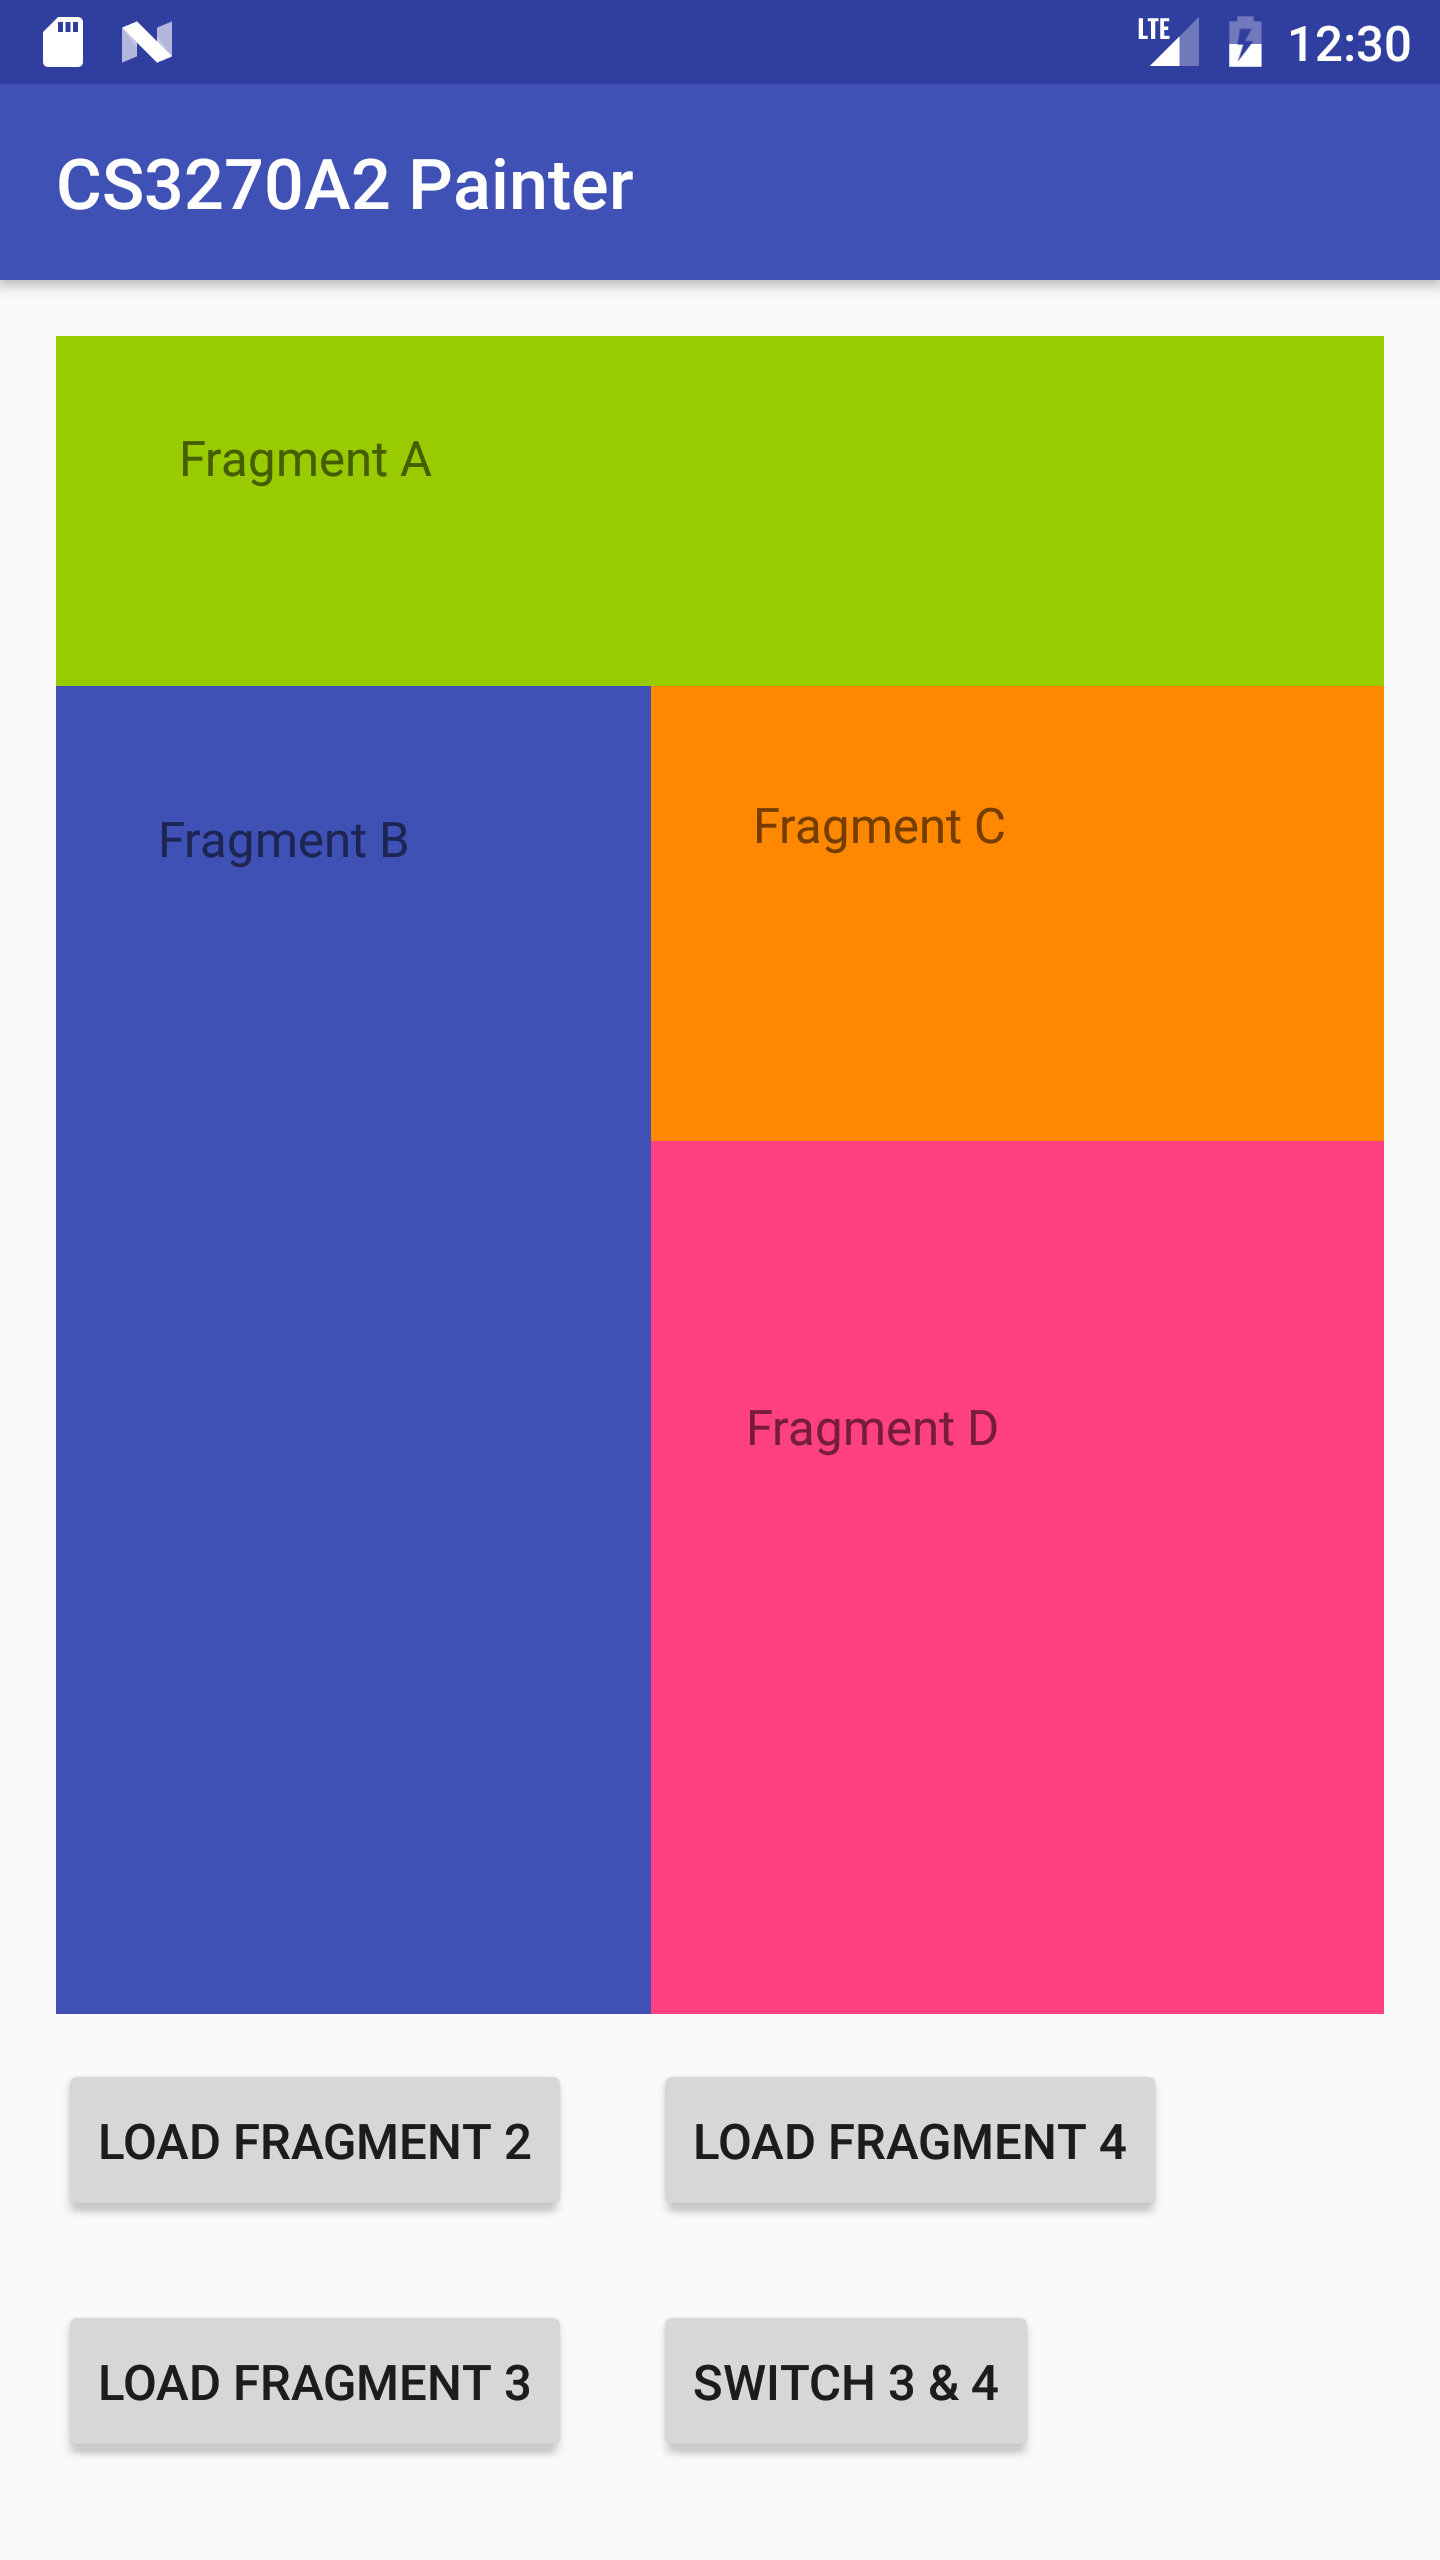 LTE 12:30
CS3270A2 Painter
Fragment A
Fragment B
Fragment C
Fragment D
LOAD FRAGMENT 2
LOAD FRAGMENT 4
LOAD FRAGMENT 3
SWITCH 3 & 4